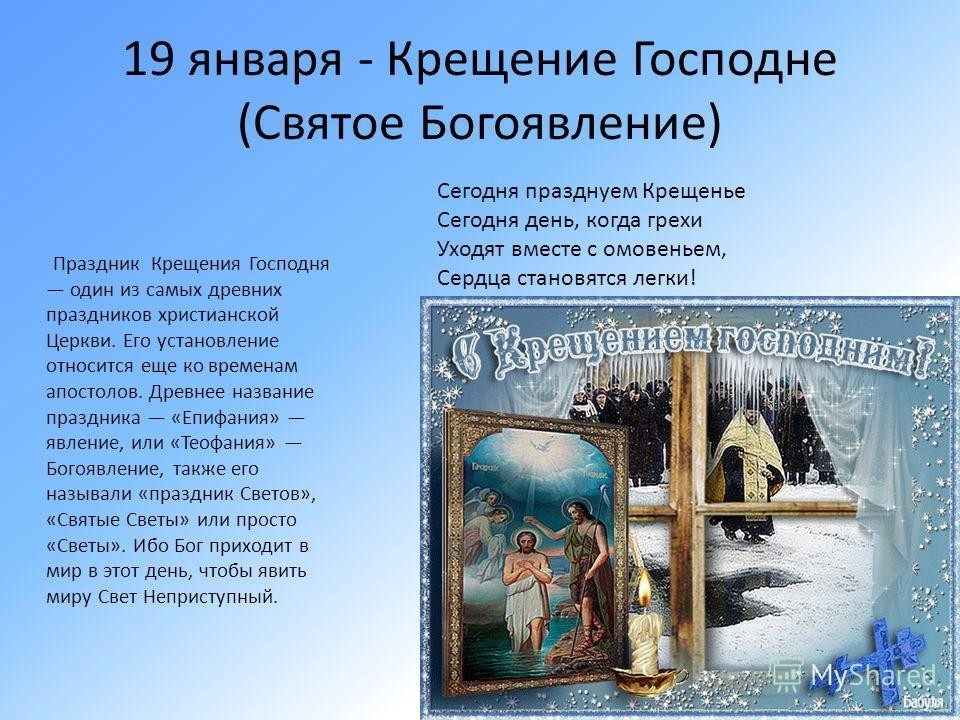 19 января - Крещение Господне
(Святое Богоявление)
Праздник Крещения Господня
— один из самых древних
праздников христианской
Церкви. Его установление
относится еще ко временам
апостолов. Древнее название
праздника — «Епифания» —
явление, или «Теофания» —
Богоявление, также его
называли «праздник Светов»,
«Святые Светы» или просто
«Светы». Ибо Бог приходит в
мир в этот день, чтобы явить
миру Свет Неприступный.
Сегодня празднуем Крещенье
Сегодня день, когда грехи
Уходят вместе с омовеньем,
Сердца становятся легки!
С Крещением господним!
MyShared
Бабуля